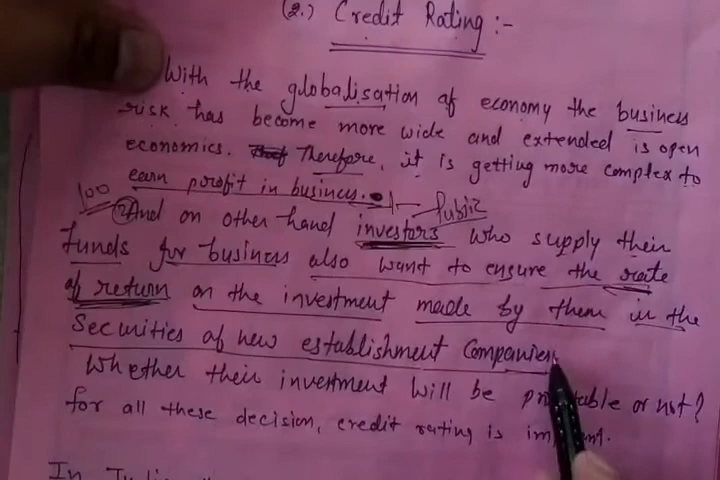 (2.) Credit Rating :-
With the globalisation of economy the business
risk has become more wide and extended is open
economics. Therefore, it is getting more complex to
earn profit in business.
100
Public
(2) And on other hand investors who supply their
funds for business also want to ensure the rate
of return on the investment made by them in the
Securities of new establishment Companies
Whether their investment will be or not?
for all these decision, credit rating is
In